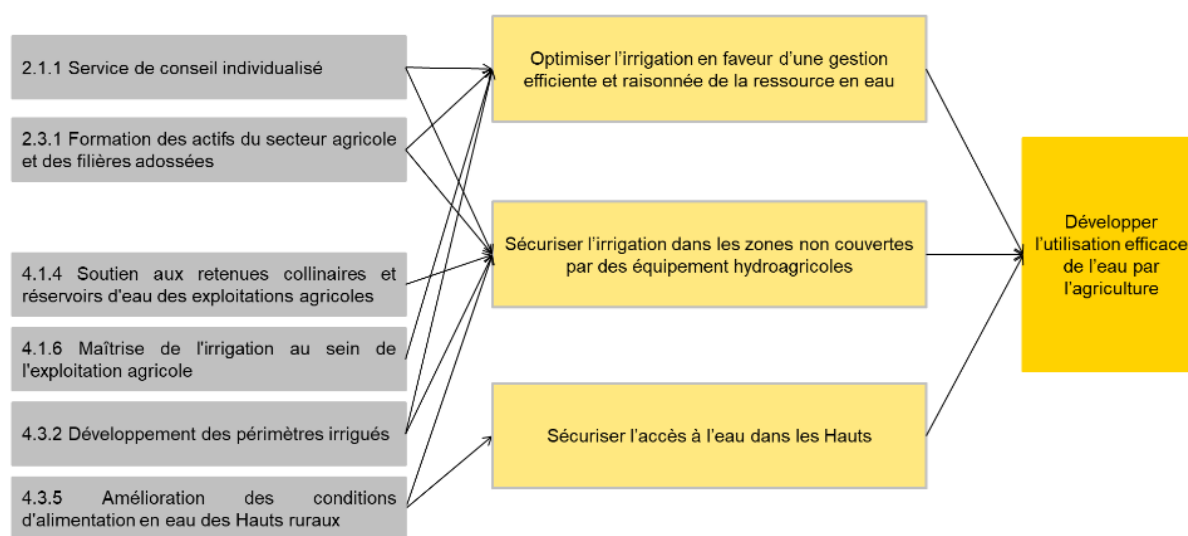 2.1.1 Service de conseil individualisé
2.3.1 Formation des actifs du secteur agricole
et des filières adossées
4.1.4 Soutien aux retenues collinaires et
réservoirs d'eau des exploitations agricoles
4.1.6 Maîtrise de l'irrigation au sein de
l'exploitation agricole
4.3.2 Développement des périmètres irrigués
4.3.5 Amélioration des conditions
d'alimentation en eau des Hauts ruraux
Optimiser l'irrigation en faveur d'une gestion
efficiente et raisonnée de la ressource en eau
Sécuriser l'irrigation dans les zones non couvertes
par des équipement hydroagricoles
Sécuriser l'accès à l'eau dans les Hauts
Développer
l'utilisation efficace
de l'eau par
l'agriculture